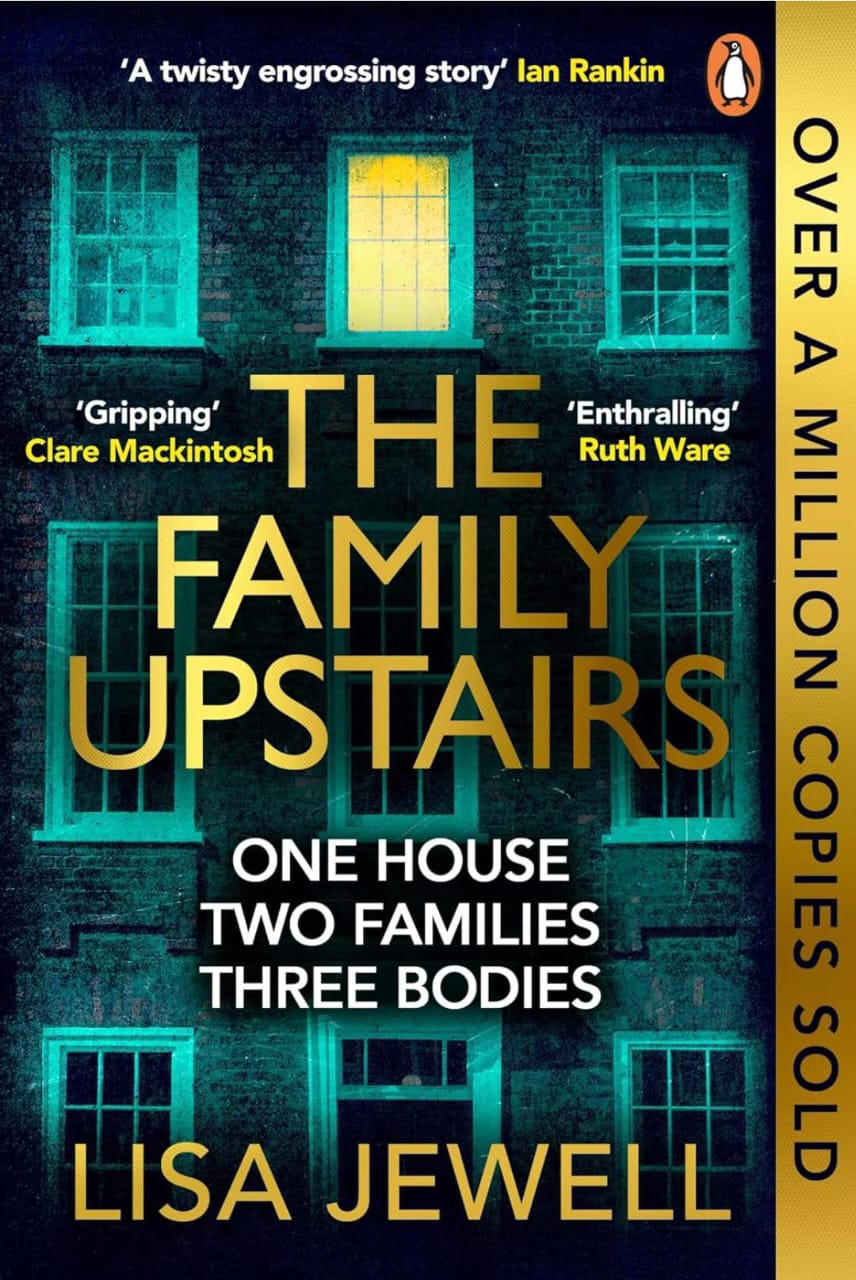 ‘A twisty engrossing story’ Ian Rankin
‘Gripping’
Clare Mackintosh
‘Enthralling’
Ruth Ware
THE
FAMILY
UPSTAIRS
ONE HOUSE
TWO FAMILIES
THREE BODIES
LISA JEWELL
OVER A MILLION COPIES SOLD